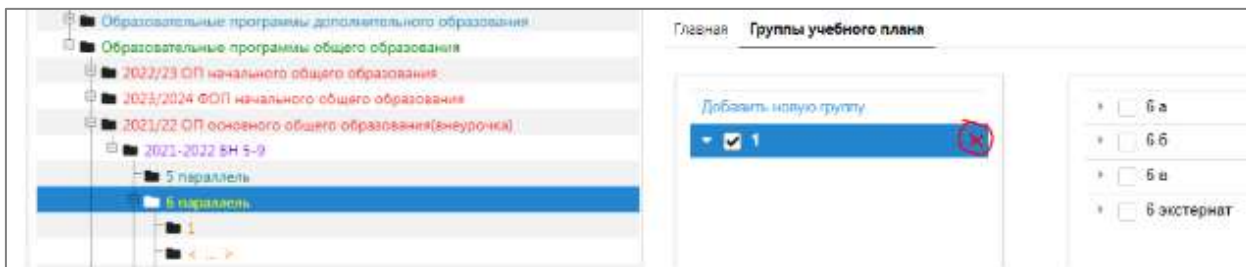 Образовательные программы дополнительного образования
Образовательные программы общего образования
2022/23 ОП начального общего образования
2023/2024 ФОП начального общего образования
2021/22 ОП основного общего образования(внеурочка)
2021-2022 ВН 5-9
5 параллель
6 параллель
1
< ... >
Главная Группы учебного плана
Добавить новую группу
1
6 а
6 б
6 в
6 экстернат